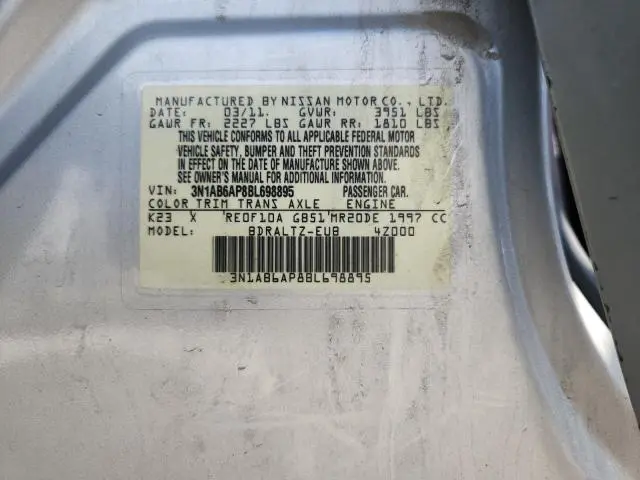 MANUFACTURED BY NISSAN MOTOR CO., LTD.
DATE: 03/11. GVWR: 3951 LBS
GAWR FR: 2227 LBS GAWR RR: 1810 LBS
THIS VEHICLE CONFORMS TO ALL APPLICABLE FEDERAL MOTOR
VEHICLE SAFETY, BUMPER AND THEFT PREVENTION STANDARDS
IN EFFECT ON THE DATE OF MANUFACTURE SHOWN ABOVE.
SEE OWNER'S MANUAL FOR ADDITIONAL INFORMATION.
VIN: 3N1AB6AP8BL698895 PASSENGER CAR.
COLOR TRIM TRANS AXLE ENGINE
K23 X RE0F10A GB51 MR20DE 1997 CC
MODEL: BDRALTZ-EUB 4Z000
3N1AB6AP8BL698895